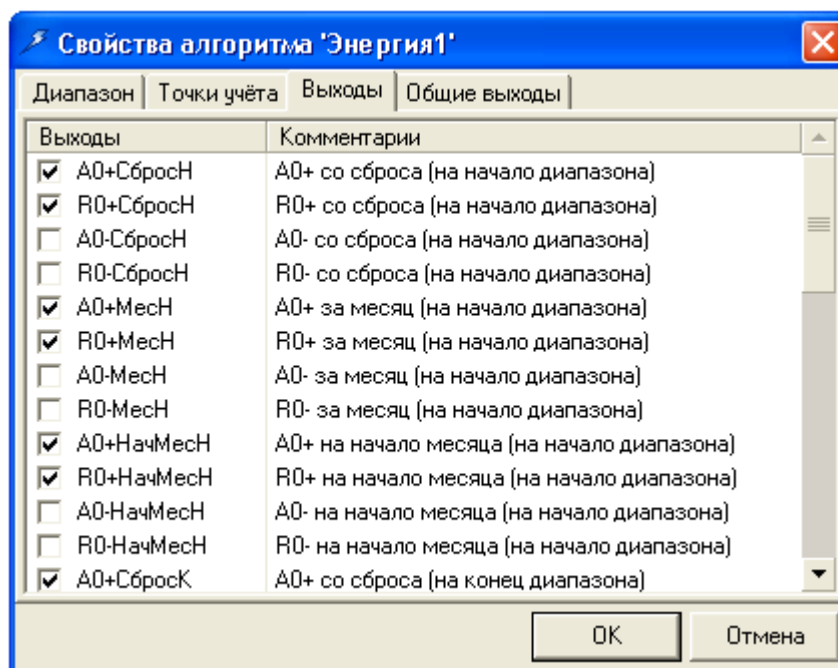 Свойства алгоритма 'Энергия1'
Диапазон Точки учёта Выходы Общие выходы
Выходы Комментарии
A0+СбросН A0+ со сброса (на начало диапазона)
R0+СбросН R0+ со сброса (на начало диапазона)
A0-СбросН A0- со сброса (на начало диапазона)
R0-СбросН R0- со сброса (на начало диапазона)
A0+МесН A0+ за месяц (на начало диапазона)
R0+МесН R0+ за месяц (на начало диапазона)
A0-МесН A0- за месяц (на начало диапазона)
R0-МесН R0- за месяц (на начало диапазона)
A0+НачМесН A0+ на начало месяца (на начало диапазона)
R0+НачМесН R0+ на начало месяца (на начало диапазона)
A0-НачМесН A0- на начало месяца (на начало диапазона)
R0-НачМесН R0- на начало месяца (на начало диапазона)
A0+СбросК A0+ со сброса (на конец диапазона)
OK Отмена